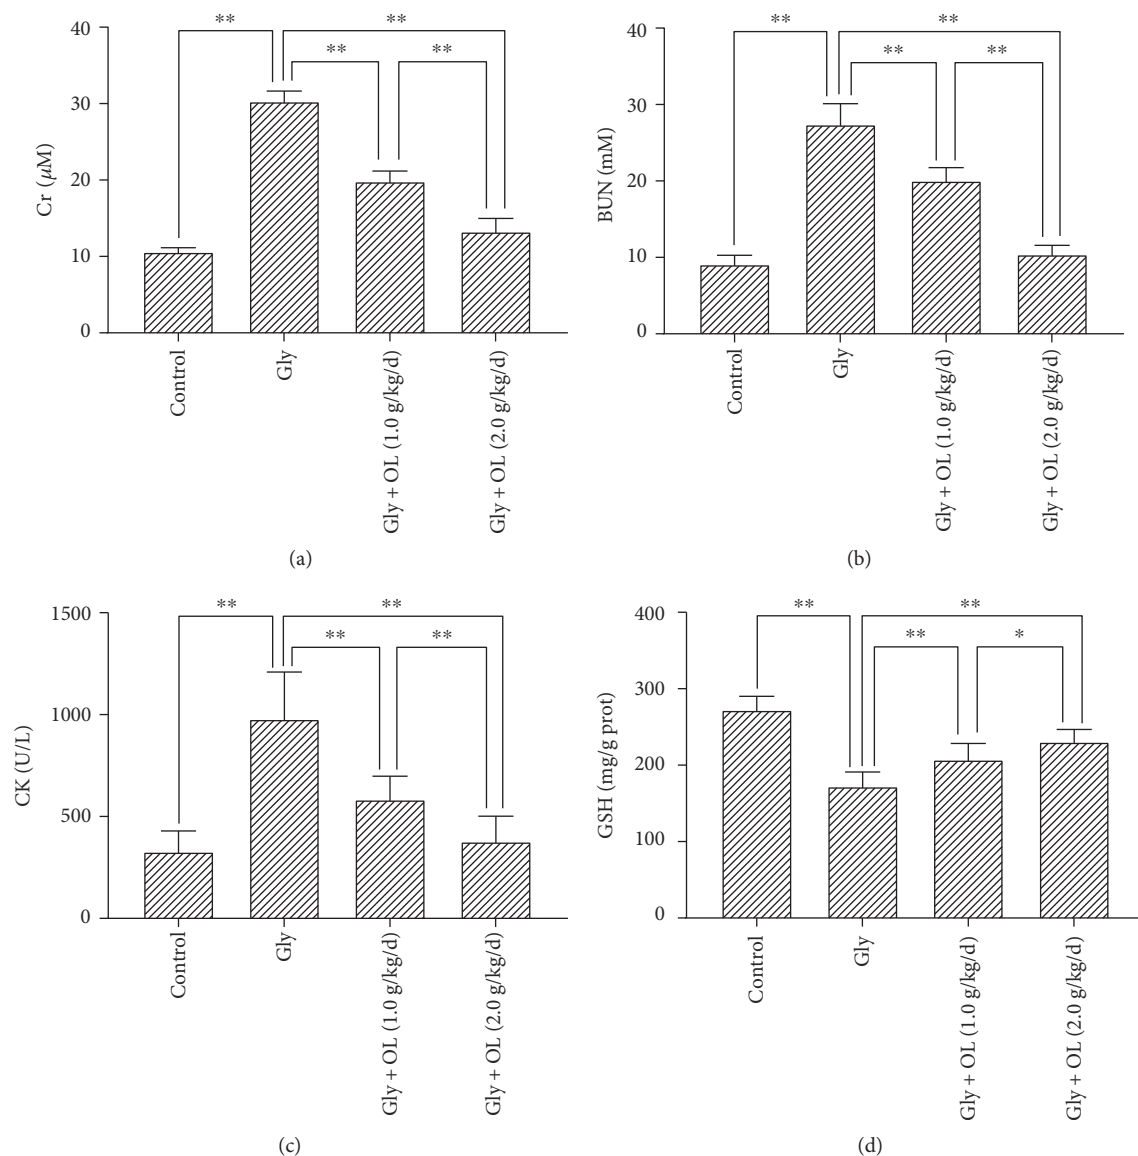 Cr (μM)
40
30
20
10
0
**
**
**
**
Control
Gly
Gly + OL (1.0 g/kg/d)
Gly + OL (2.0 g/kg/d)
(a)
BUN (mM)
40
30
20
10
0
**
**
**
**
Control
Gly
Gly + OL (1.0 g/kg/d)
Gly + OL (2.0 g/kg/d)
(b)
CK (U/L)
1500
1000
500
0
**
**
**
**
Control
Gly
Gly + OL (1.0 g/kg/d)
Gly + OL (2.0 g/kg/d)
(c)
GSH (mg/g prot)
400
300
200
100
0
**
**
**
*
Control
Gly
Gly + OL (1.0 g/kg/d)
Gly + OL (2.0 g/kg/d)
(d)